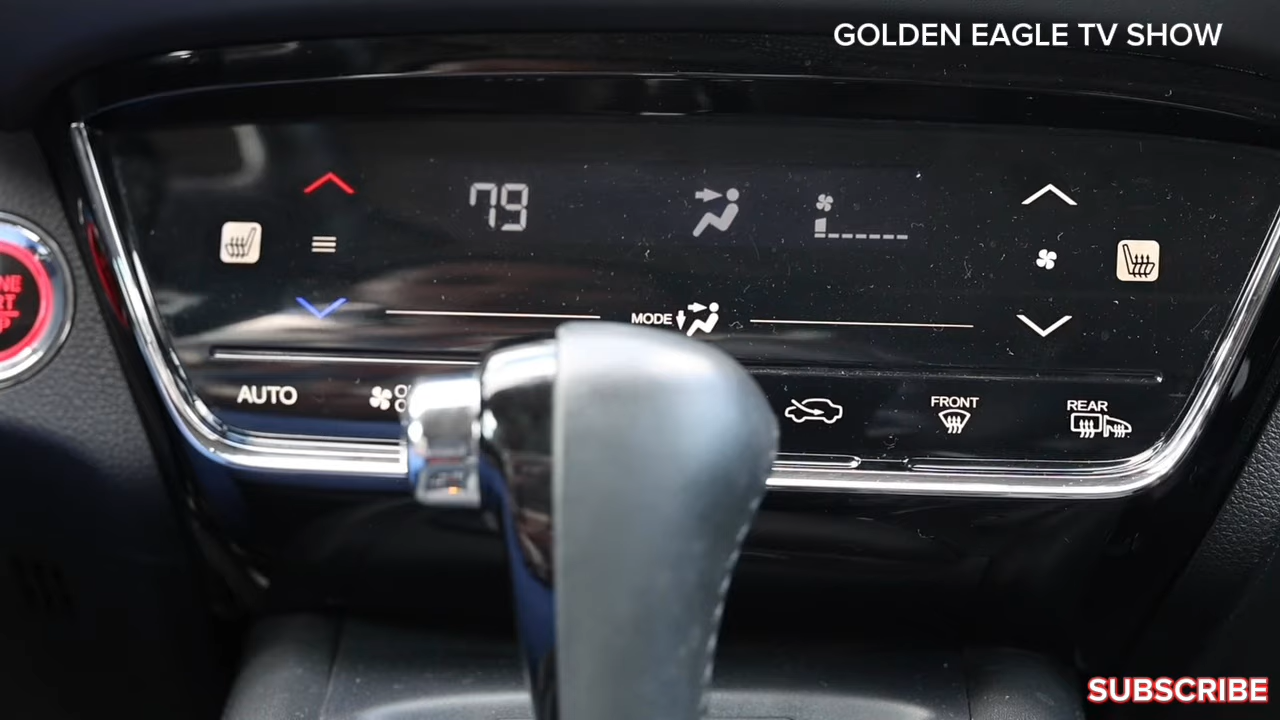 GOLDEN EAGLE TV SHOW
79
MODE
AUTO
FRONT
REAR
SUBSCRIBE